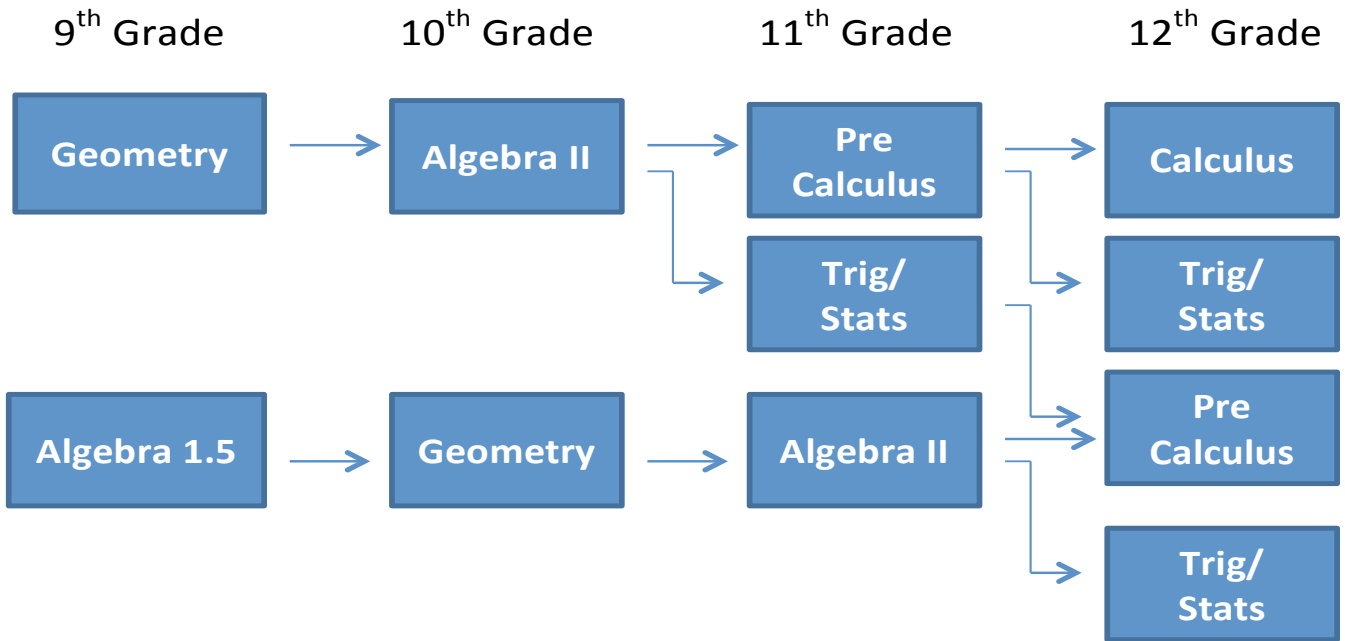 9th Grade
10th Grade
11th Grade
12th Grade
Geometry
Algebra II
Pre
Calculus
Calculus
Trig/
Stats
Trig/
Stats
Algebra 1.5
Geometry
Algebra II
Pre
Calculus
Trig/
Stats